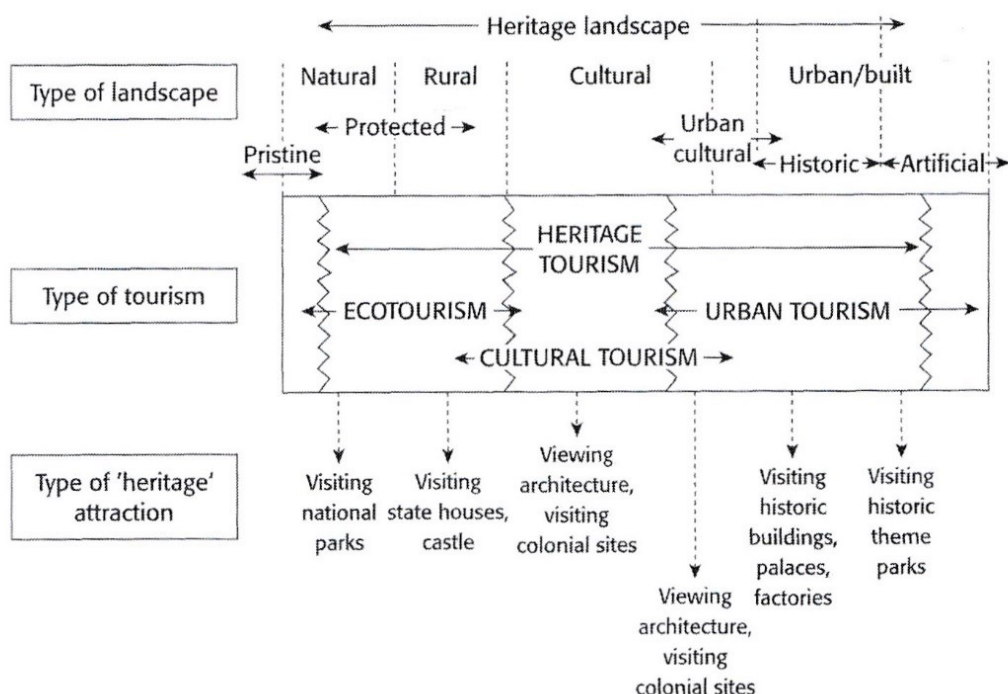 Heritage landscape
Type of landscape
Natural
Rural
Cultural
Urban/built
Protected
Urban
cultural
Pristine
Historic
Artificial
Type of tourism
HERITAGE
TOURISM
ECOTOURISM
URBAN TOURISM
CULTURAL TOURISM
Type of 'heritage'
attraction
Visiting
national
parks
Visiting
state houses,
castle
Viewing
architecture,
visiting
colonial sites
Viewing
architecture,
visiting
colonial sites
Visiting
historic
buildings,
palaces,
factories
Visiting
historic
theme
parks